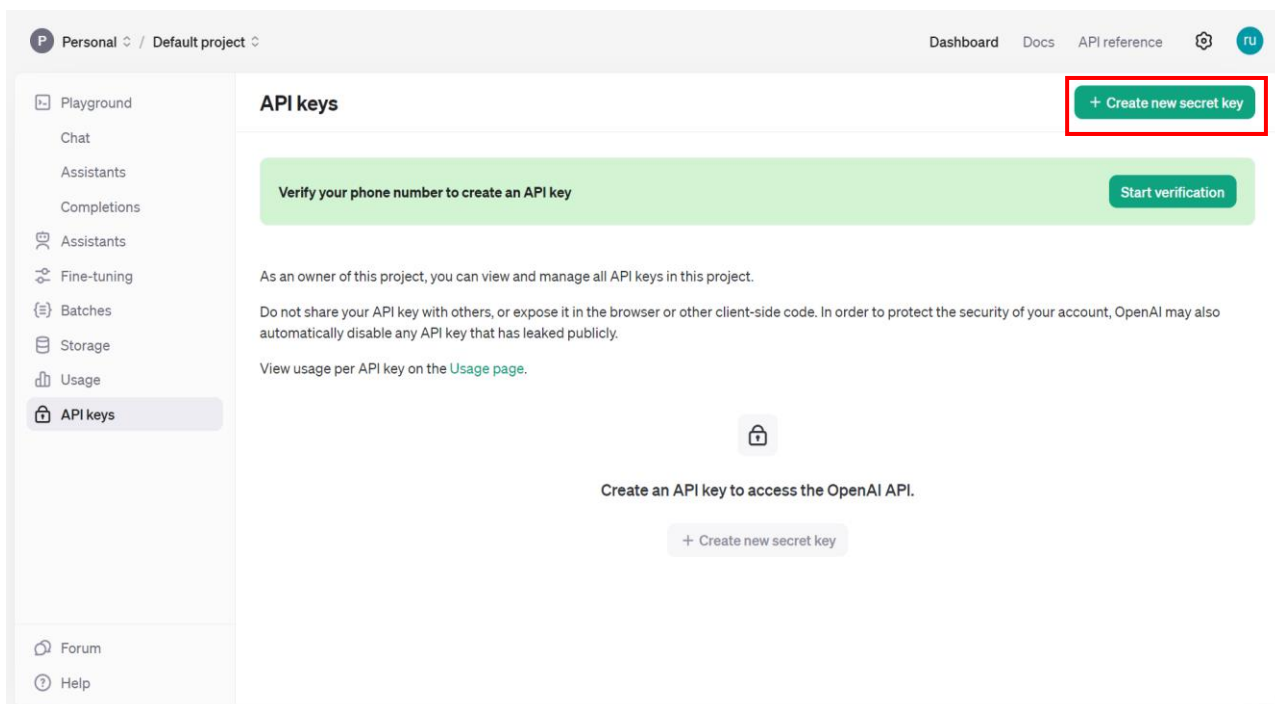 P Personal / Default project Dashboard Docs API reference ru
Playground
Chat
Assistants
Completions
Assistants
Fine-tuning
Batches
Storage
Usage
API keys
Forum
Help
API keys
+ Create new secret key
Verify your phone number to create an API key
Start verification
As an owner of this project, you can view and manage all API keys in this project.
Do not share your API key with others, or expose it in the browser or other client-side code. In order to protect the security of your account, OpenAI may also
automatically disable any API key that has leaked publicly.
View usage per API key on the Usage page.
Create an API key to access the OpenAI API.
+ Create new secret key